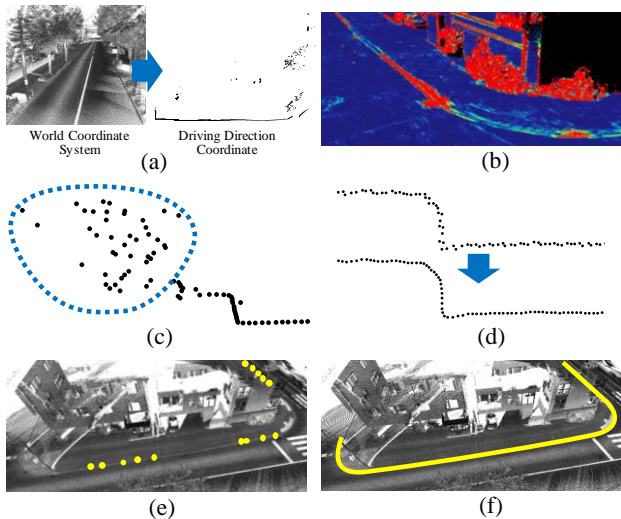 World Coordinate
System
Driving Direction
Coordinate
(a)
(b)
(c)
(d)
(e)
(f)